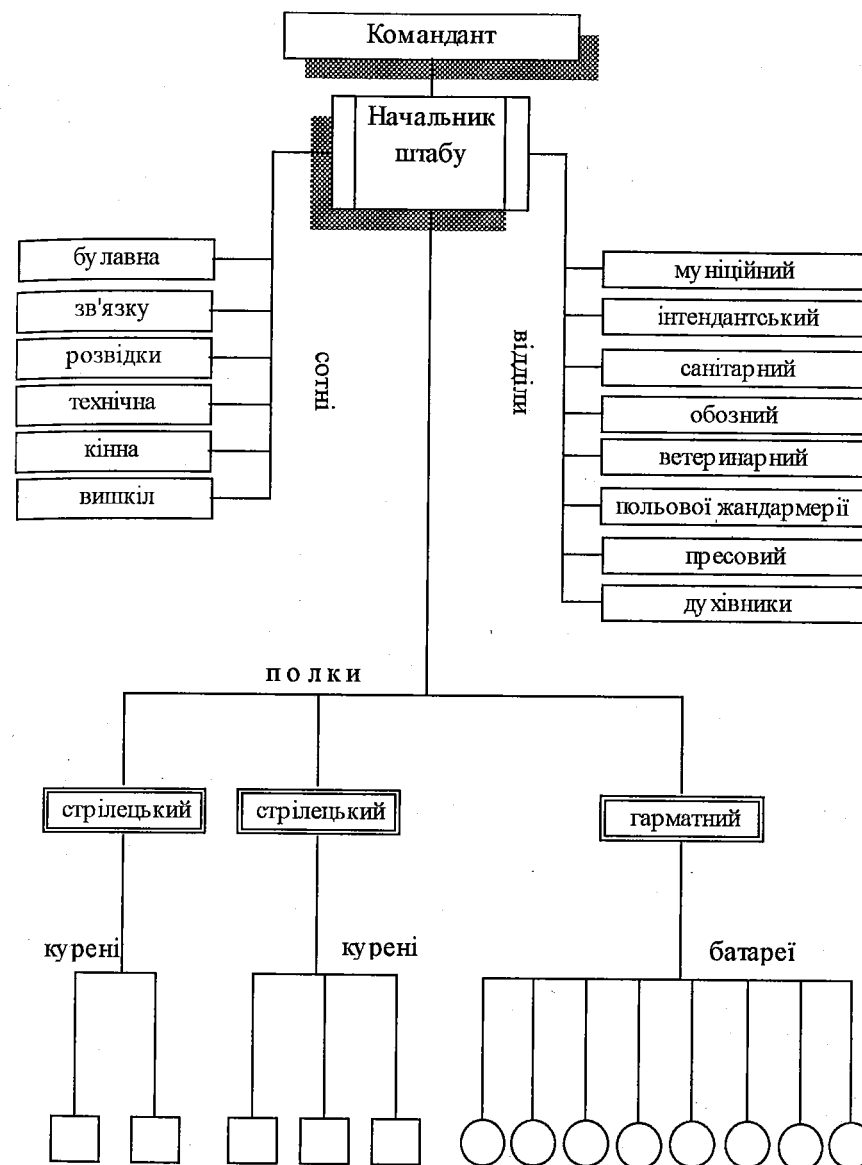 Командант
Начальник
штабу
булавна
зв'язку
розвідки
технічна
кінна
вишкіл
сотні
відділи
муніційний
інтендантський
санітарний
обозний
ветеринарний
польової жандармерії
пресовий
духівники
полки
стрілецький
стрілецький
гарматний
курені
курені
батареї